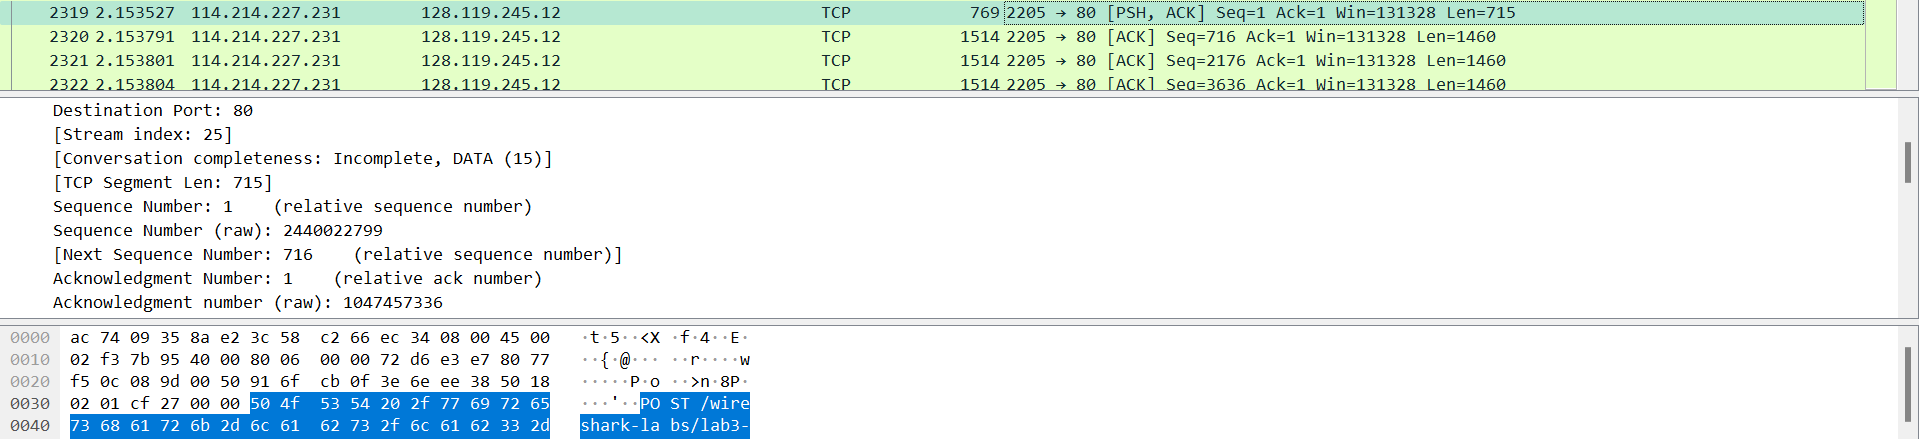 2319 2.153527 114.214.227.231 128.119.245.12 TCP 769 2205 → 80 [PSH, ACK] Seq=1 Ack=1 Win=131328 Len=715
2320 2.153791 114.214.227.231 128.119.245.12 TCP 1514 2205 → 80 [ACK] Seq=716 Ack=1 Win=131328 Len=1460
2321 2.153801 114.214.227.231 128.119.245.12 TCP 1514 2205 → 80 [ACK] Seq=2176 Ack=1 Win=131328 Len=1460
2322 2.153804 114.214.227.231 128.119.245.12 TCP 1514 2205 → 80 [ACK] Seq=3636 Ack=1 Win=131328 Len=1460
Destination Port: 80
[Stream index: 25]
[Conversation completeness: Incomplete, DATA (15)]
[TCP Segment Len: 715]
Sequence Number: 1    (relative sequence number)
Sequence Number (raw): 2440022799
[Next Sequence Number: 716    (relative sequence number)]
Acknowledgment Number: 1    (relative ack number)
Acknowledgment number (raw): 1047457336
0000 ac 74 09 35 8a e2 3c 58 c2 66 ec 34 08 00 45 00 ·t·5··<X ·f·4··E·
0010 02 f3 7b 95 40 00 80 06 00 00 72 d6 e3 e7 80 77 ··{·@··· ··r····w
0020 f5 0c 08 9d 00 50 91 6f cb 0f 3e 6e ee 38 50 18 ·····P·o ··>n·8P·
0030 02 01 cf 27 00 00 50 4f 53 54 20 2f 77 69 72 65 ···'··PO ST /wire
0040 73 68 61 72 6b 2d 6c 61 62 73 2f 6c 61 62 33 2d shark-la bs/lab3-